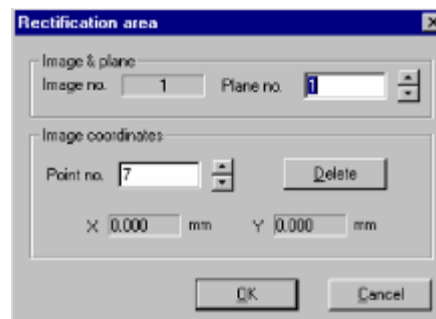 Rectification area
Image & plane
Image no. 1 Plane no. 1
Image coordinates
Point no. 7 Delete
X 0.000 mm Y 0.000 mm
OK Cancel